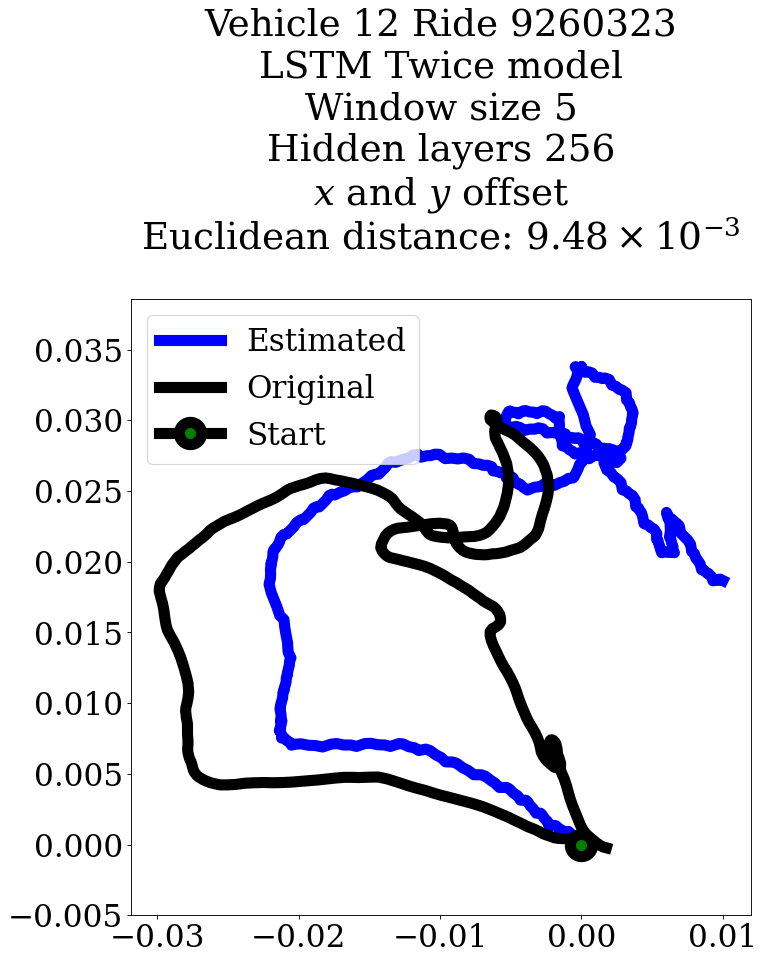 Vehicle 12 Ride 9260323
LSTM Twice model
Window size 5
Hidden layers 256
x and y offset
Euclidean distance: 9.48 × 10⁻³
Estimated
Original
Start
0.035
0.030
0.025
0.020
0.015
0.010
0.005
0.000
−0.005
−0.03 −0.02 −0.01 0.00 0.01